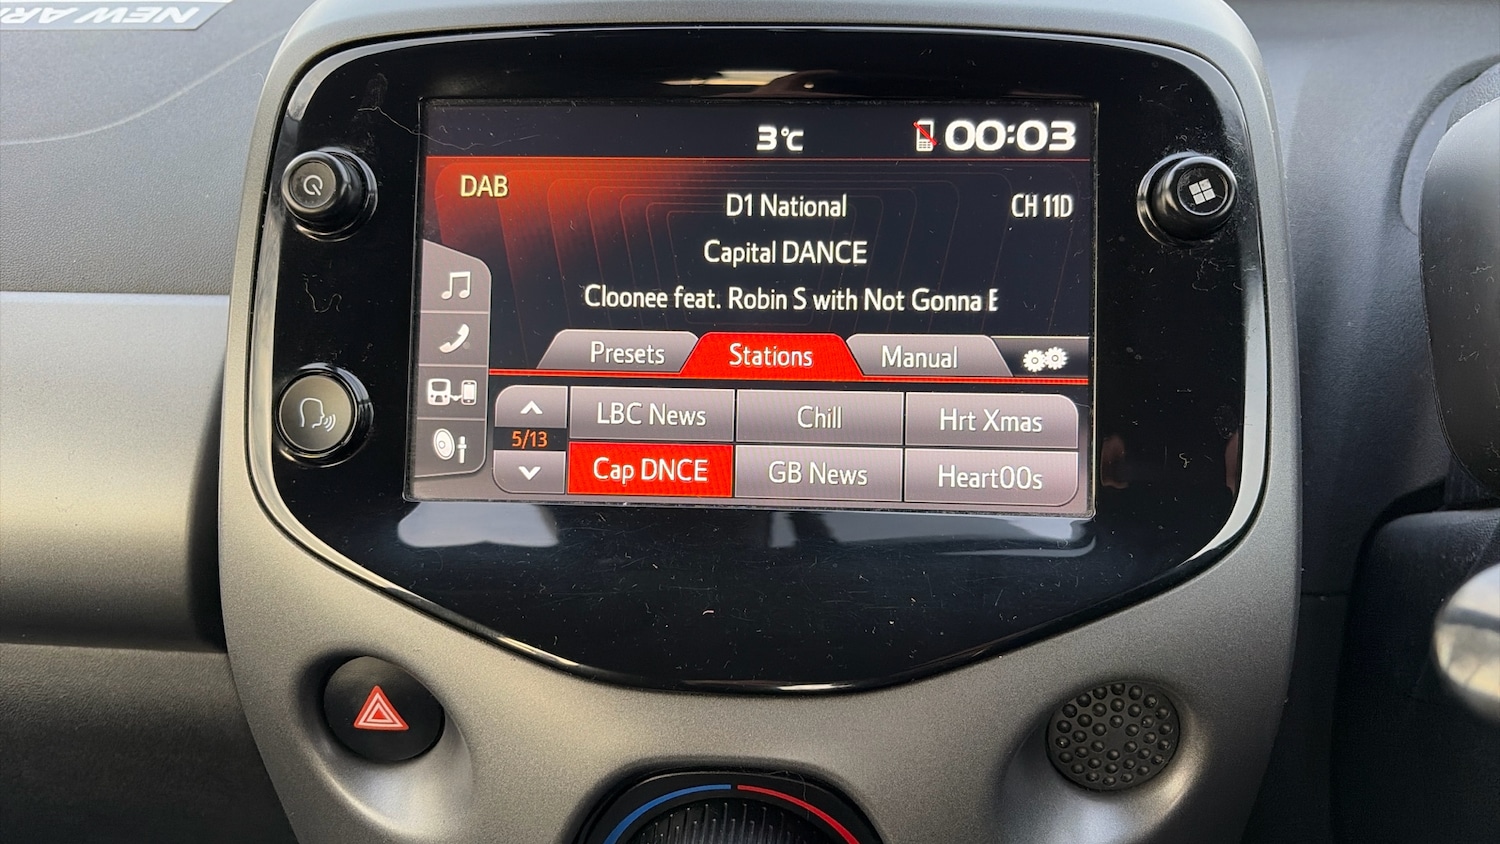 NEW ARR
3°C 00:03
DAB
D1 National CH 11D
Capital DANCE
Cloonee feat. Robin S with Not Gonna
Presets Stations Manual
LBC News Chill Hrt Xmas
5/13
Cap DNCE GB News Heart00s